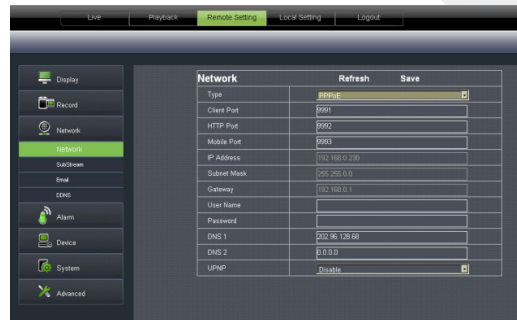 Live Playback Remote Setting Local Setting Logout
Display
Record
Network
Network
SubStream
Email
DDNS
Alarm
Device
System
Advanced
Network Refresh Save
Type PPPoE
Client Port 9991
HTTP Port 9992
Mobile Port 9993
IP Address 192.168.0.230
Subnet Mask 255.255.0.0
Gateway 192.168.0.1
User Name
Password
DNS 1 202.96.128.68
DNS 2 0.0.0.0
UPNP Disable